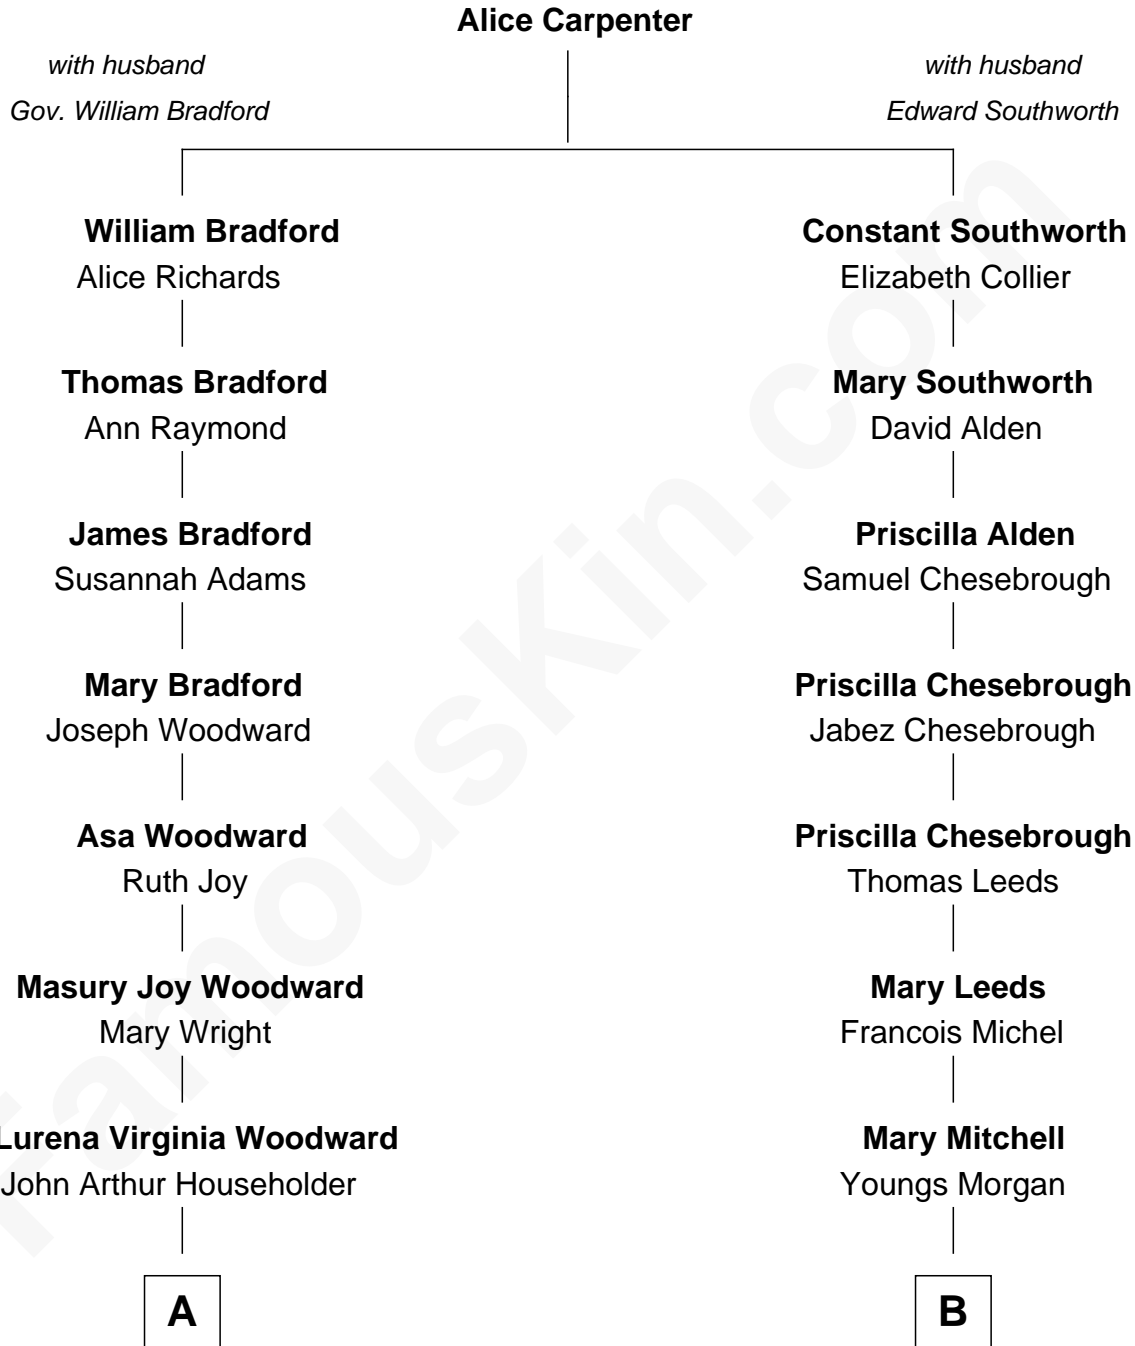 Alice Carpenter
with husband
Gov. William Bradford
with husband
Edward Southworth
William Bradford
Alice Richards
Constant Southworth
Elizabeth Collier
Thomas Bradford
Ann Raymond
Mary Southworth
David Alden
James Bradford
Susannah Adams
Priscilla Alden
Samuel Chesebrough
Mary Bradford
Joseph Woodward
Priscilla Chesebrough
Jabez Chesebrough
Asa Woodward
Ruth Joy
Priscilla Chesebrough
Thomas Leeds
Masury Joy Woodward
Mary Wright
Mary Leeds
Francois Michel
Lurena Virginia Woodward
John Arthur Householder
Mary Mitchell
Youngs Morgan
A
B
FamousKin.com